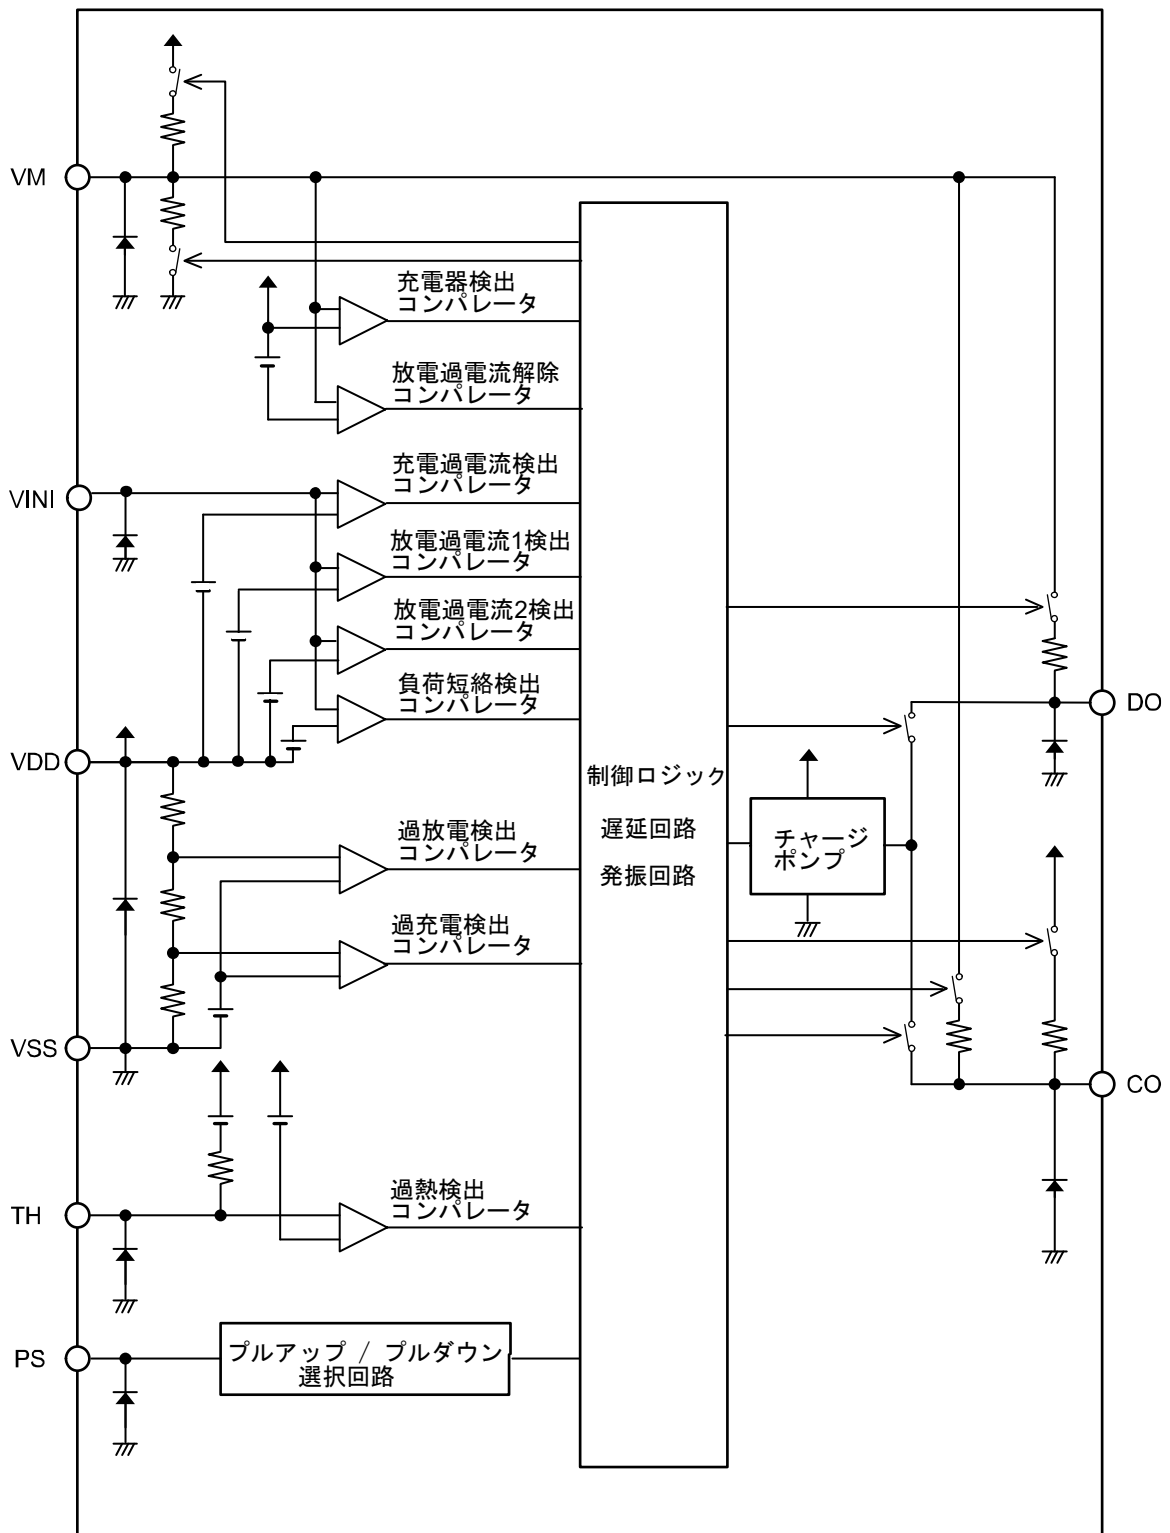 VM
充電器検出
コンパレータ
放電過電流解除
コンパレータ
VINI
充電過電流検出
コンパレータ
放電過電流1検出
コンパレータ
放電過電流2検出
コンパレータ
負荷短絡検出
コンパレータ
VDD
過放電検出
コンパレータ
過充電検出
コンパレータ
VSS
TH
過熱検出
コンパレータ
PS
プルアップ / プルダウン
選択回路
制御ロジック
遅延回路
発振回路
チャージ
ポンプ
DO
CO